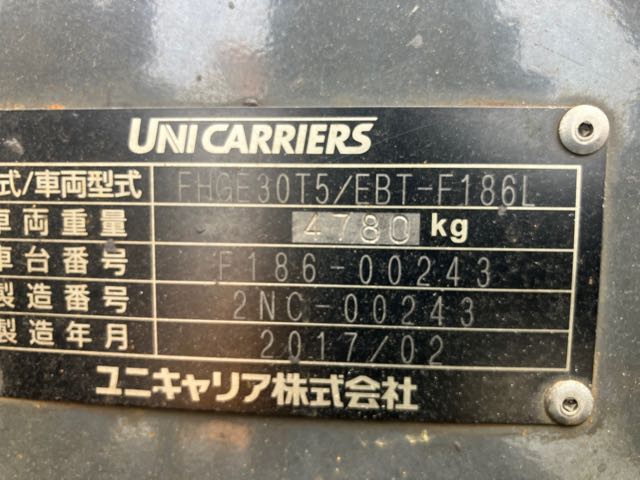 UNICARRIERS
式/車両型式 FHGE30T5/EBT-F186L
車両重量 4780 kg
車台番号 F186-00243
製造番号 2NC-00243
製造年月 2017/02
ユニキャリア株式会社